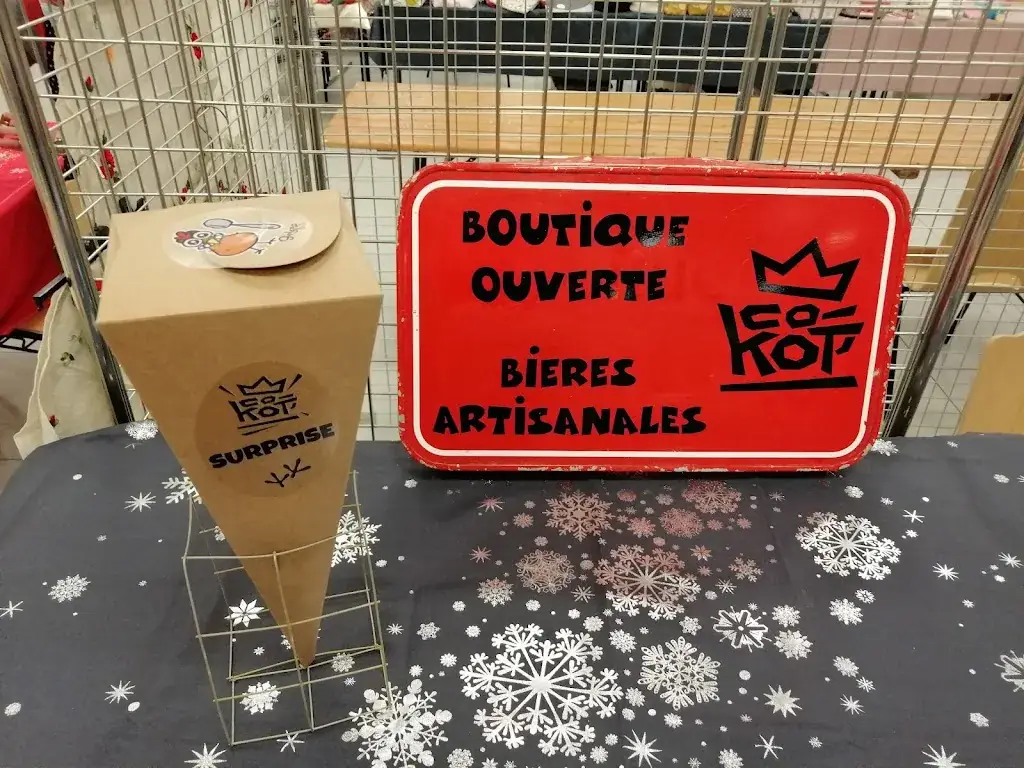 BOUTIQUE
OUVERTE
BIERES
ARTISANALES
CO-
KOT
CO-
KOT
SURPRISE